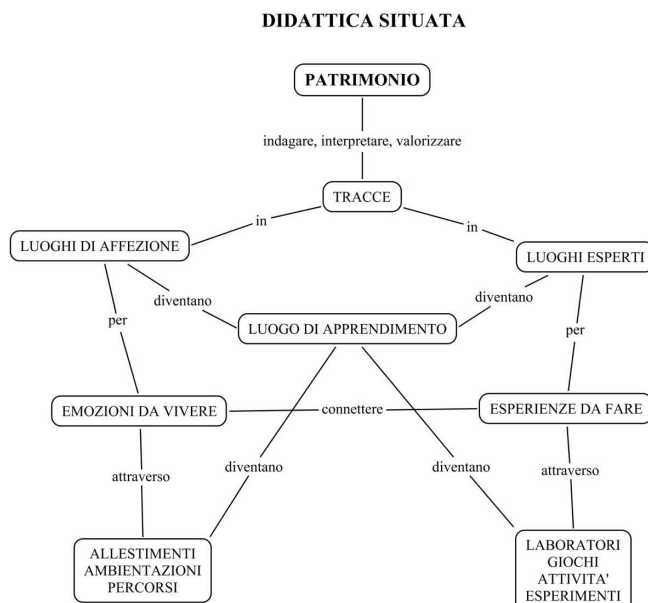 DIDATTICA SITUATA
PATRIMONIO
indagare, interpretare, valorizzare
TRACCE
in
in
LUOGHI DI AFFEZIONE
LUOGHI ESPERTI
diventano
diventano
per
LUOGO DI APPRENDIMENTO
per
EMOZIONI DA VIVERE
connettere
ESPERIENZE DA FARE
attraverso
diventano
diventano
attraverso
ALLESTIMENTI
AMBIENTAZIONI
PERCORSI
LABORATORI
GIOCHI
ATTIVITA'
ESPERIMENTI